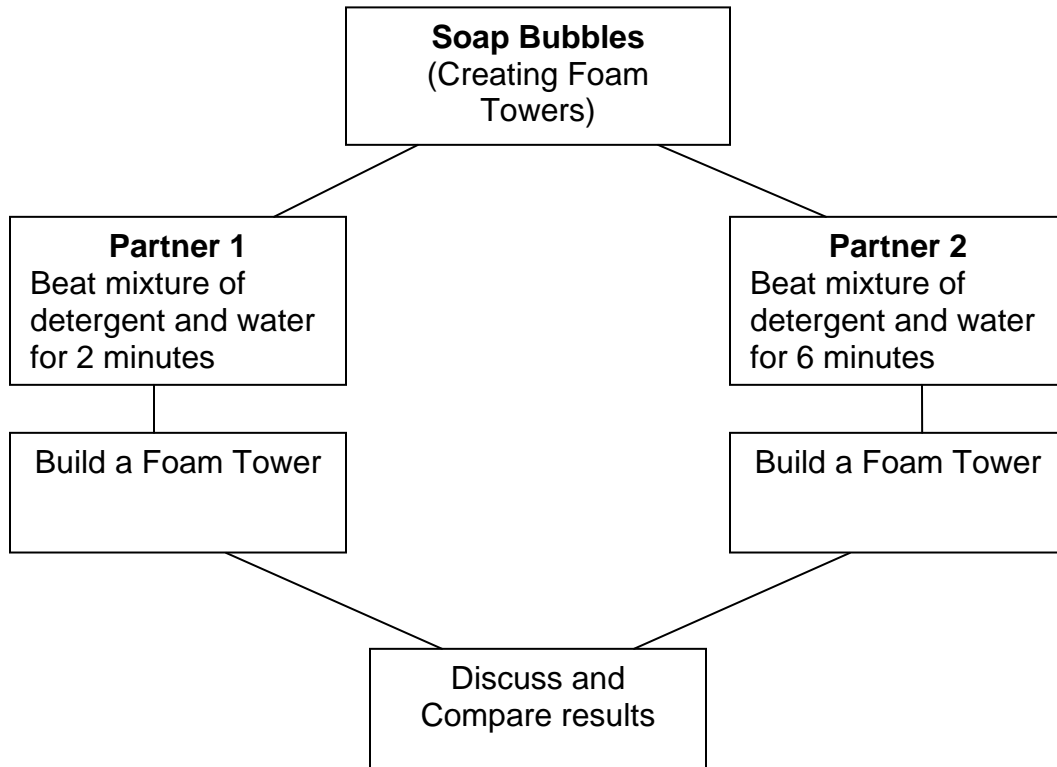 Soap Bubbles
(Creating Foam
Towers)
Partner 1
Beat mixture of
detergent and water
for 2 minutes
Partner 2
Beat mixture of
detergent and water
for 6 minutes
Build a Foam Tower
Build a Foam Tower
Discuss and
Compare results